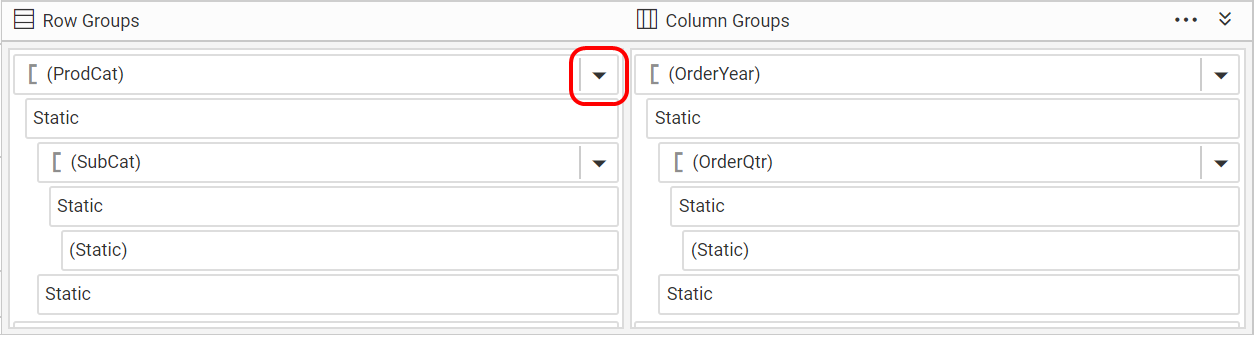 Row Groups
(ProdCat)
Static
(SubCat)
Static
(Static)
Static
Column Groups
(OrderYear)
Static
(OrderQtr)
Static
(Static)
Static